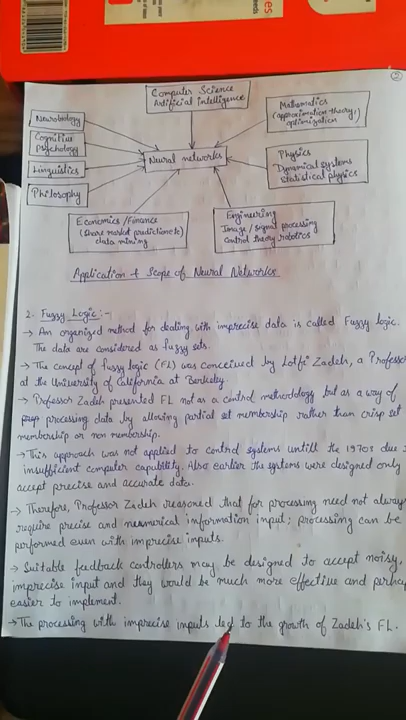 2
Computer Science
Artificial intelligence
Neurobiology
Mathematics
(approximation theory,
optimization)
Cognitive
psychology
Neural networks
Physics
Dynamical systems
Statistical physics
Linguistics
Philosophy
Economics/Finance
(Share market prediction etc)
data mining
Engineering
Image/signal processing
Control theory robotics
Application & Scope of Neural Networks
2. Fuzzy Logic:-
→ An organized method for dealing with imprecise data is called Fuzzy Logic.
The data are considered as fuzzy sets.
→ The concept of fuzzy logic (FL) was conceived by Lotfi Zadeh, a Professor
at the University of California at Berkeley.
→ Professor Zadeh presented FL not as a control methodology but as a way of
processing data by allowing partial set membership rather than crisp set
membership or non membership.
→ This approach was not applied to control systems untill the 1970s due
insufficient computer capability. Also earlier the systems were designed only
accept precise and accurate data.
→ Therefore, Professor Zadeh reasoned that for processing need not always
require precise and numerical information input; processing can be
performed even with imprecise inputs.
→ Suitable feedback controllers may be designed to accept noisy,
imprecise input and they would be much more effective and perhap
easier to implement.
→ The processing with imprecise inputs led to the growth of Zadeh's FL.